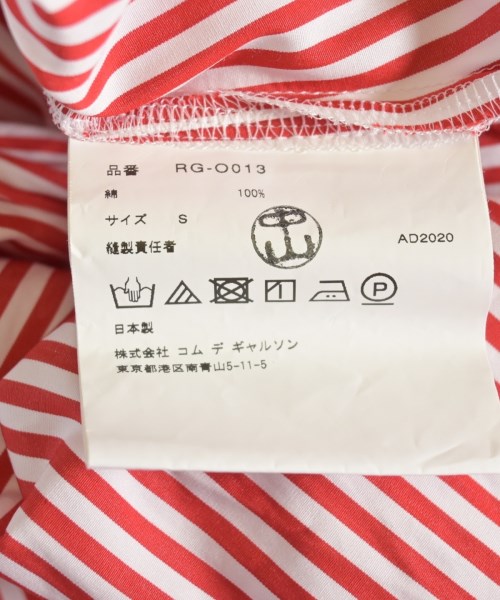 品番 RG-O013
綿 100%
サイズ S
中山
縫製責任者 AD2020
P
日本製
株式会社 コム デ ギャルソン
東京都港区南青山5-11-5